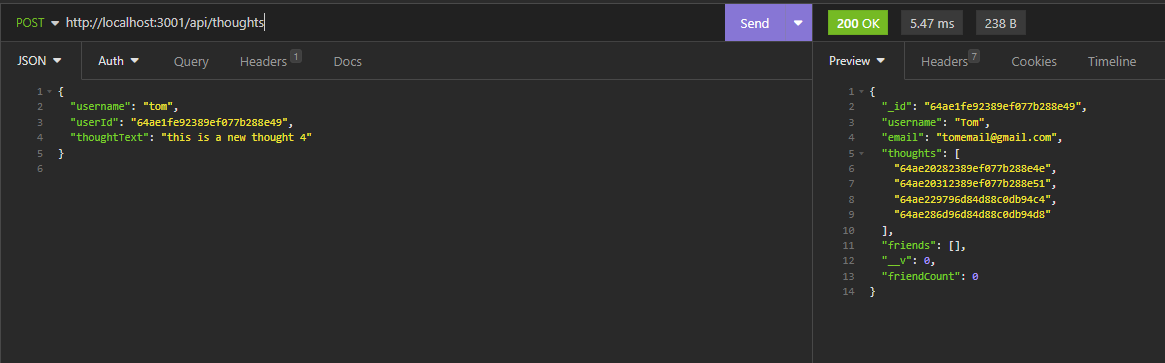 POST http://localhost:3001/api/thoughts Send 200 OK 5.47 ms 238 B
JSON Auth Query Headers 1 Docs Preview Headers 7 Cookies Timeline
1 {
2 "username": "tom",
3 "userId": "64ae1fe92389ef077b288e49",
4 "thoughtText": "this is a new thought 4"
5 }
6
1 {
2 "_id": "64ae1fe92389ef077b288e49",
3 "username": "Tom",
4 "email": "tomemail@gmail.com",
5 "thoughts": [
6 "64ae20282389ef077b288e4e",
7 "64ae20312389ef077b288e51",
8 "64ae229796d84d88c0db94c4",
9 "64ae286d96d84d88c0db94d8"
10 ],
11 "friends": [],
12 "__v": 0,
13 "friendCount": 0
14 }